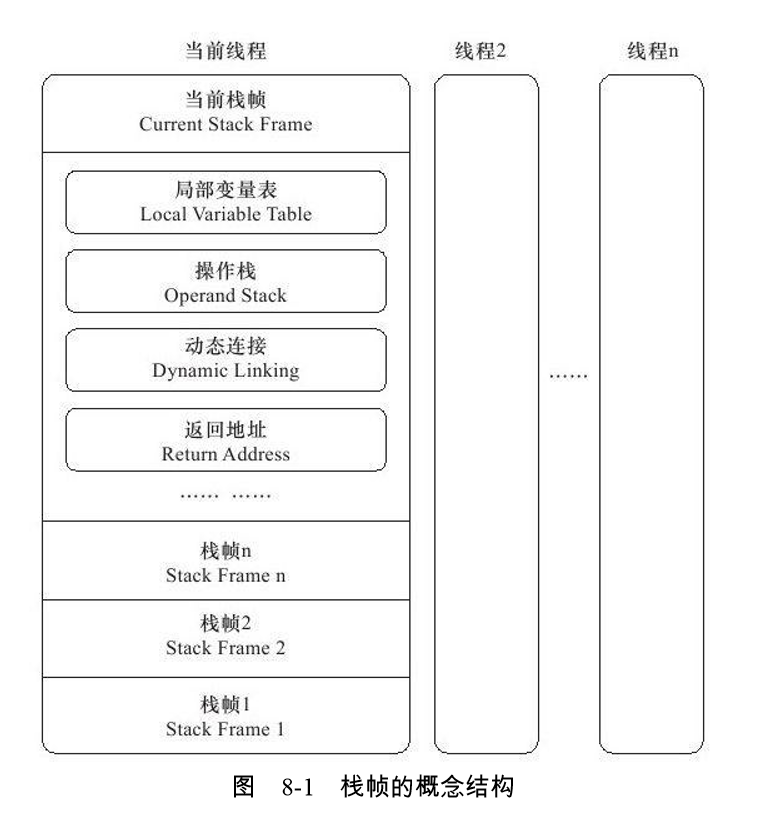 当前线程
线程2
线程n
当前栈帧
Current Stack Frame
局部变量表
Local Variable Table
操作栈
Operand Stack
动态连接
Dynamic Linking
返回地址
Return Address
…… ……
……
栈帧n
Stack Frame n
栈帧2
Stack Frame 2
栈帧1
Stack Frame 1
图 8-1 栈帧的概念结构